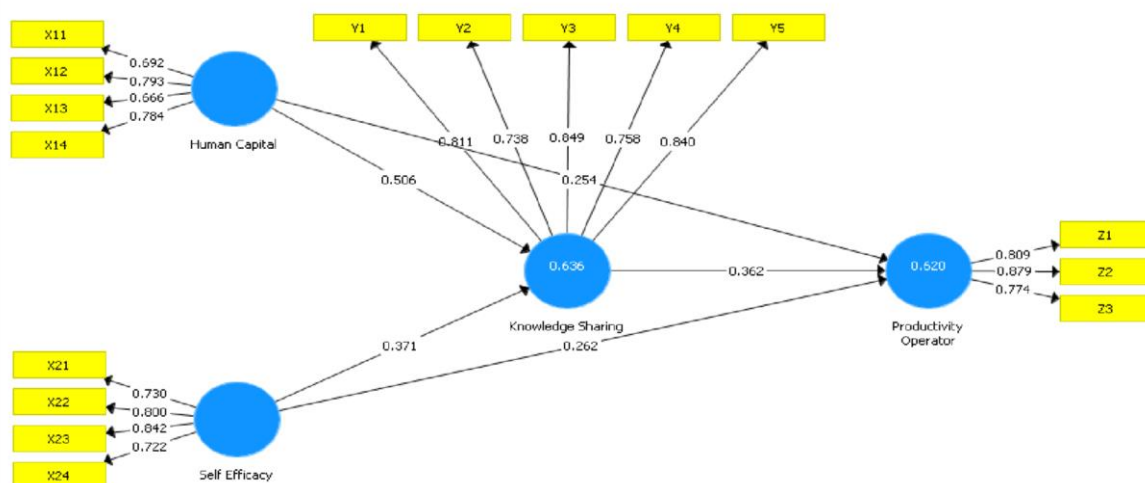 Y1 Y2 Y3 Y4 Y5
X11
X12
X13
X14
0.692
0.793
0.666
0.784
Human Capital
0.811
0.738
0.849
0.758
0.840
0.506
0.254
0.636
Knowledge Sharing
0.362
0.620
Productivity
Operator
0.809
0.879
0.774
Z1
Z2
Z3
0.371
0.262
X21
X22
X23
X24
0.730
0.800
0.842
0.722
Self Efficacy